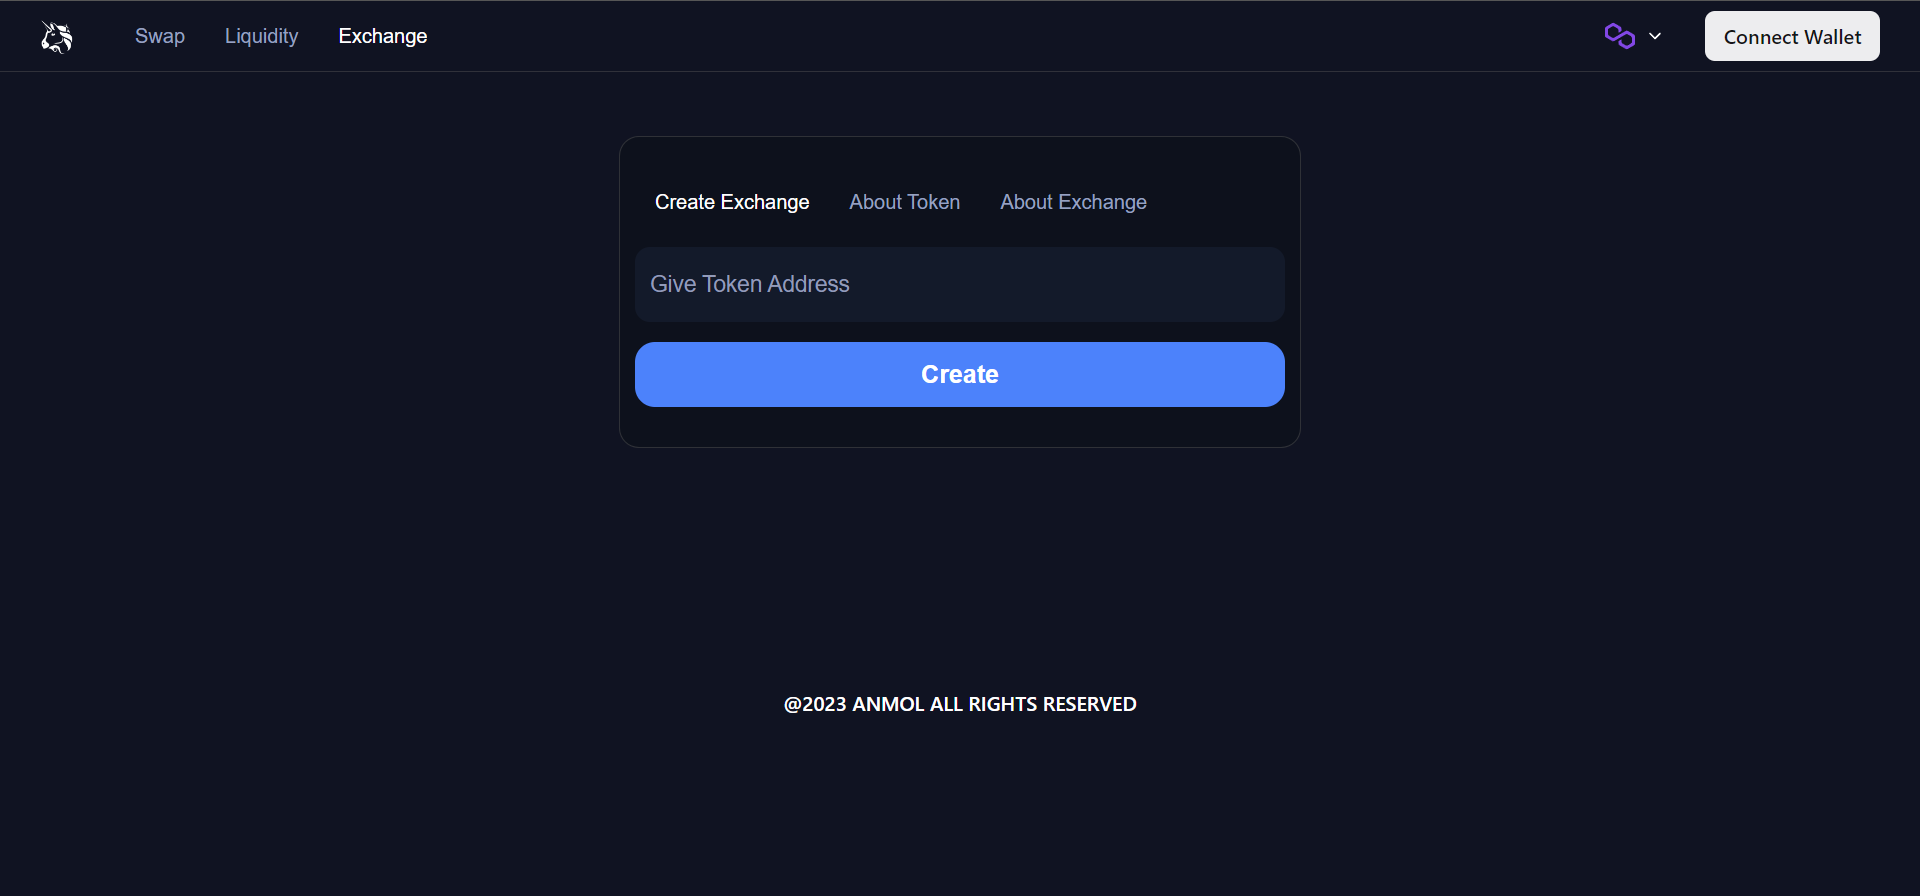 Swap Liquidity Exchange Connect Wallet
Create Exchange About Token About Exchange
Give Token Address
Create
@2023 ANMOL ALL RIGHTS RESERVED